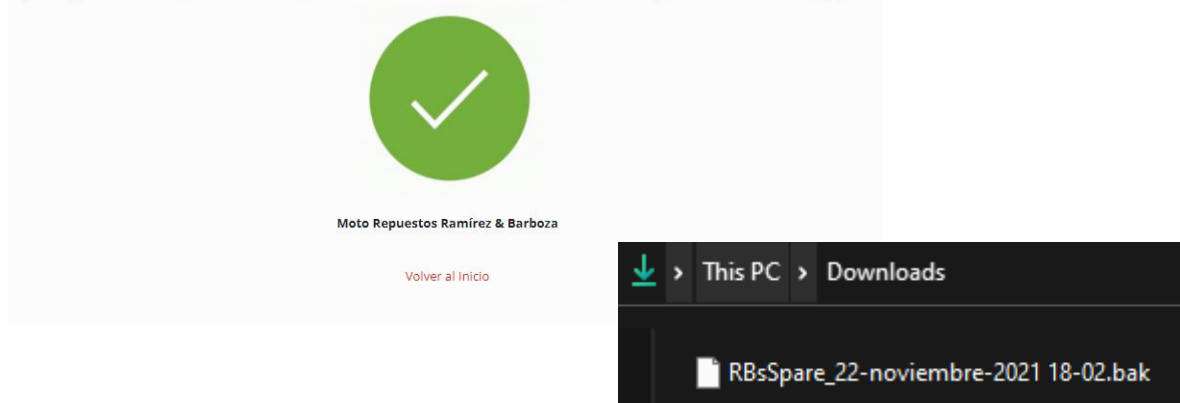 Moto Repuestos Ramírez & Barboza
Volver al Inicio
This PC > Downloads
RBsSpare_22-noviembre-2021 18-02.bak